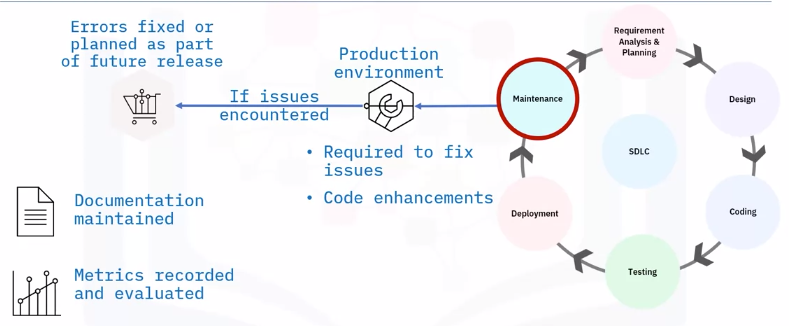 Errors fixed or
planned as part
of future release
If issues
encountered
Production
environment
• Required to fix
issues
• Code enhancements
Documentation
maintained
Metrics recorded
and evaluated
Requirement
Analysis &
Planning
Maintenance
Design
SDLC
Deployment
Coding
Testing